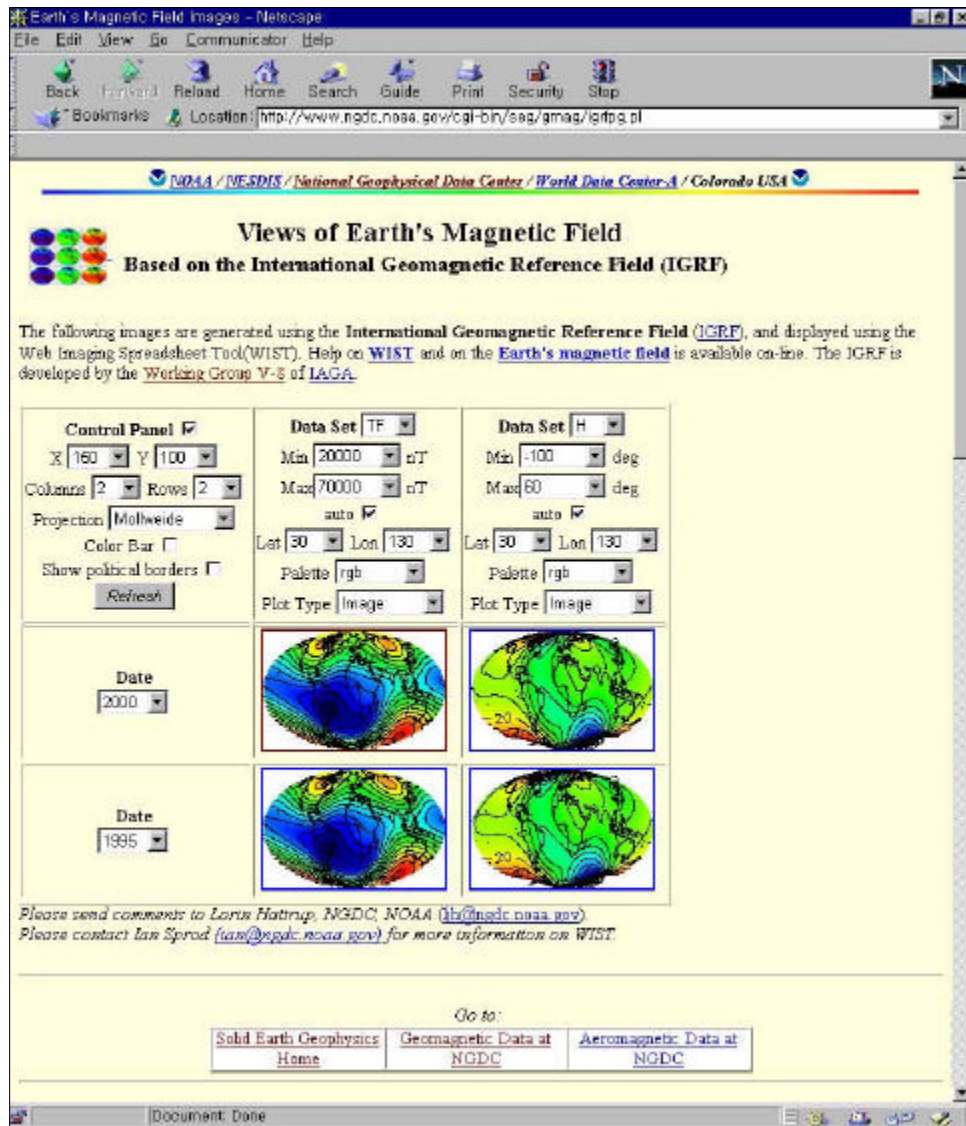 Earth's Magnetic Field Images - Netscape
File Edit View Go Communicator Help
Back Forward Reload Home Search Guide Print Security Stop
N
Bookmarks Location: http://www.ngdc.noaa.gov/cgi-bin/seg/gmag/igrfpg.pl
NOAA / NESDIS / National Geophysical Data Center / World Data Center-A / Colorado USA
Views of Earth's Magnetic Field
Based on the International Geomagnetic Reference Field (IGRF)
The following images are generated using the International Geomagnetic Reference Field (IGRF), and displayed using the
Web Imaging Spreadsheet Tool(WIST). Help on WIST and on the Earth's magnetic field is available on-line. The IGRF is
developed by the Working Group V-8 of IAGA.
Control Panel
X 160 Y 100
Columns 2 Rows 2
Projection Mollweide
Color Bar
Show political borders
Refresh
Data Set TF
Min 20000 nT
Max 70000 nT
auto
Lat 30 Lon 130
Palette rgb
Plot Type Image
Data Set H
Min -100 deg
Max 60 deg
auto
Lat 30 Lon 130
Palette rgb
Plot Type Image
Date
2000
20
Date
1995
20
Please send comments to Lorin Hattrup, NGDC, NOAA (lh@ngdc.noaa.gov).
Please contact Ian Sprod (ian@ngdc.noaa.gov) for more information on WIST.
Go to:
Solid Earth Geophysics Home
Geomagnetic Data at NGDC
Aeromagnetic Data at NGDC
Document: Done